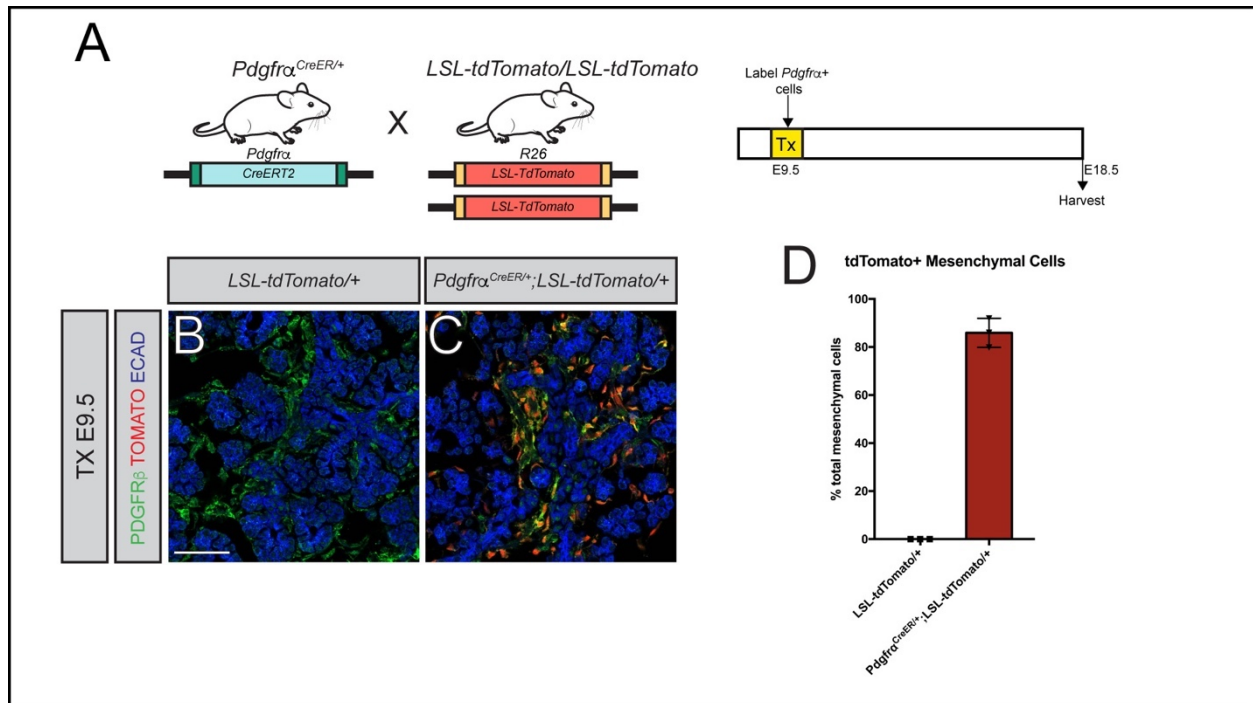 A
Pdgfrα^CreER/+
X
LSL-tdTomato/LSL-tdTomato
Pdgfrα
CreERT2
R26
LSL-TdTomato
LSL-TdTomato
Label Pdgfrα+
cells
Tx
E9.5
E18.5
Harvest
LSL-tdTomato/+
Pdgfrα^CreER/+;LSL-tdTomato/+
TX E9.5
PDGFRβ TOMATO ECAD
B
C
D
tdTomato+ Mesenchymal Cells
% total mesenchymal cells
100
80
60
40
20
0
LSL-tdTomato/+
Pdgfrα^CreER/+;LSL-tdTomato/+